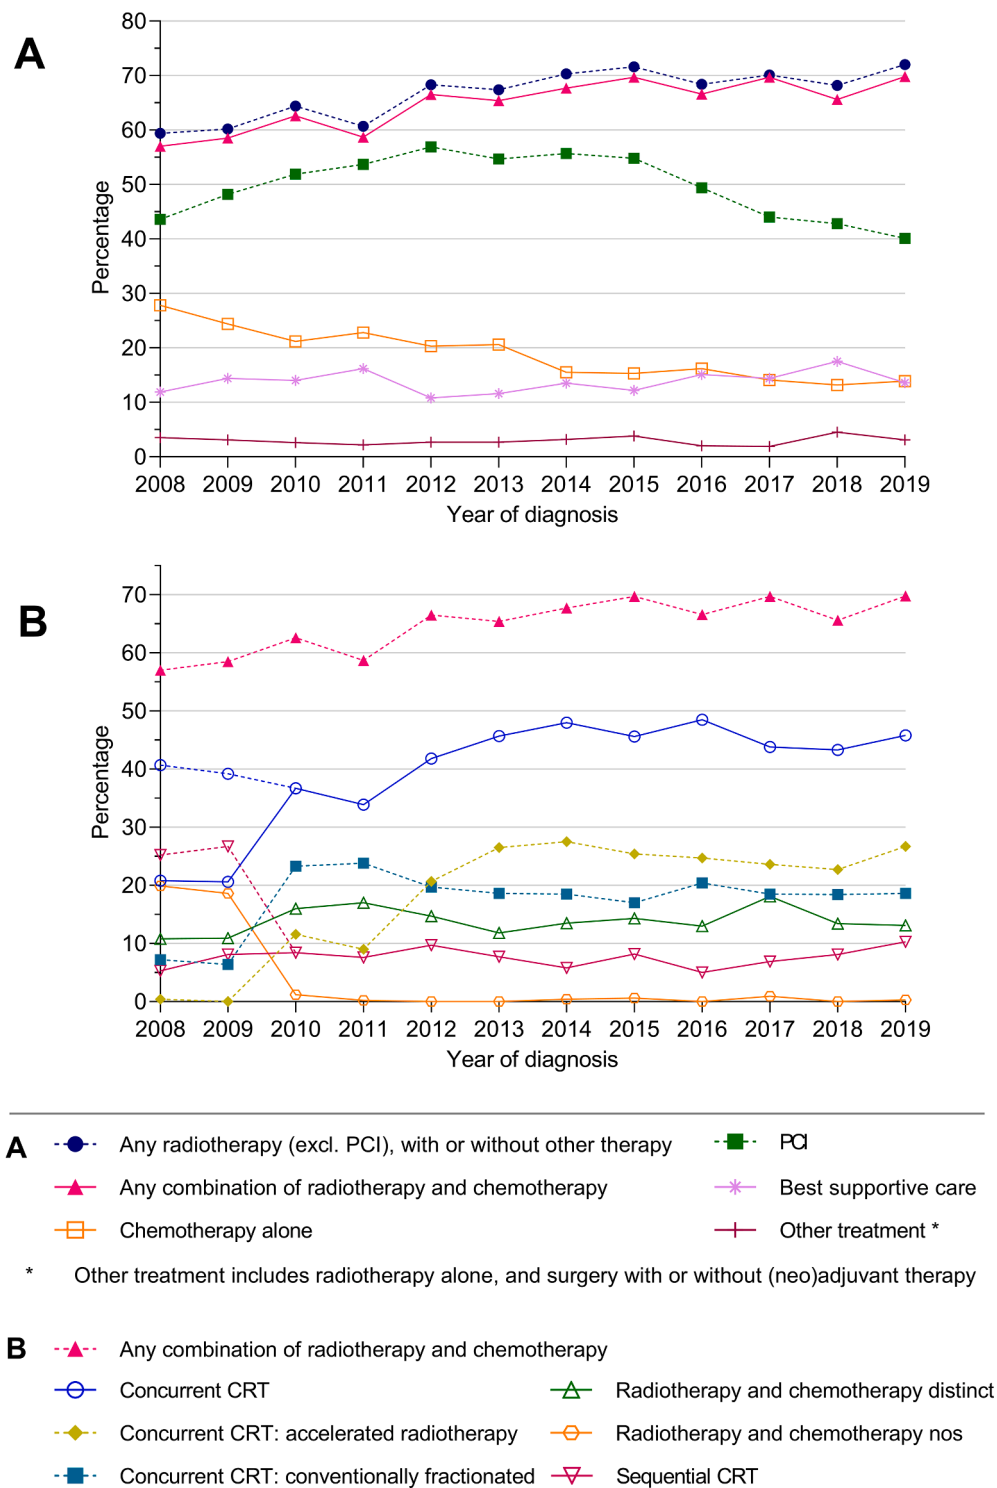 A
80
70
60
50
40
30
20
10
0
Percentage
2008 2009 2010 2011 2012 2013 2014 2015 2016 2017 2018 2019
Year of diagnosis
B
70
60
50
40
30
20
10
0
Percentage
2008 2009 2010 2011 2012 2013 2014 2015 2016 2017 2018 2019
Year of diagnosis
A Any radiotherapy (excl. PCI), with or without other therapy PCI
Any combination of radiotherapy and chemotherapy Best supportive care
Chemotherapy alone Other treatment *
* Other treatment includes radiotherapy alone, and surgery with or without (neo)adjuvant therapy
B Any combination of radiotherapy and chemotherapy
Concurrent CRT Radiotherapy and chemotherapy distinct
Concurrent CRT: accelerated radiotherapy Radiotherapy and chemotherapy nos
Concurrent CRT: conventionally fractionated Sequential CRT